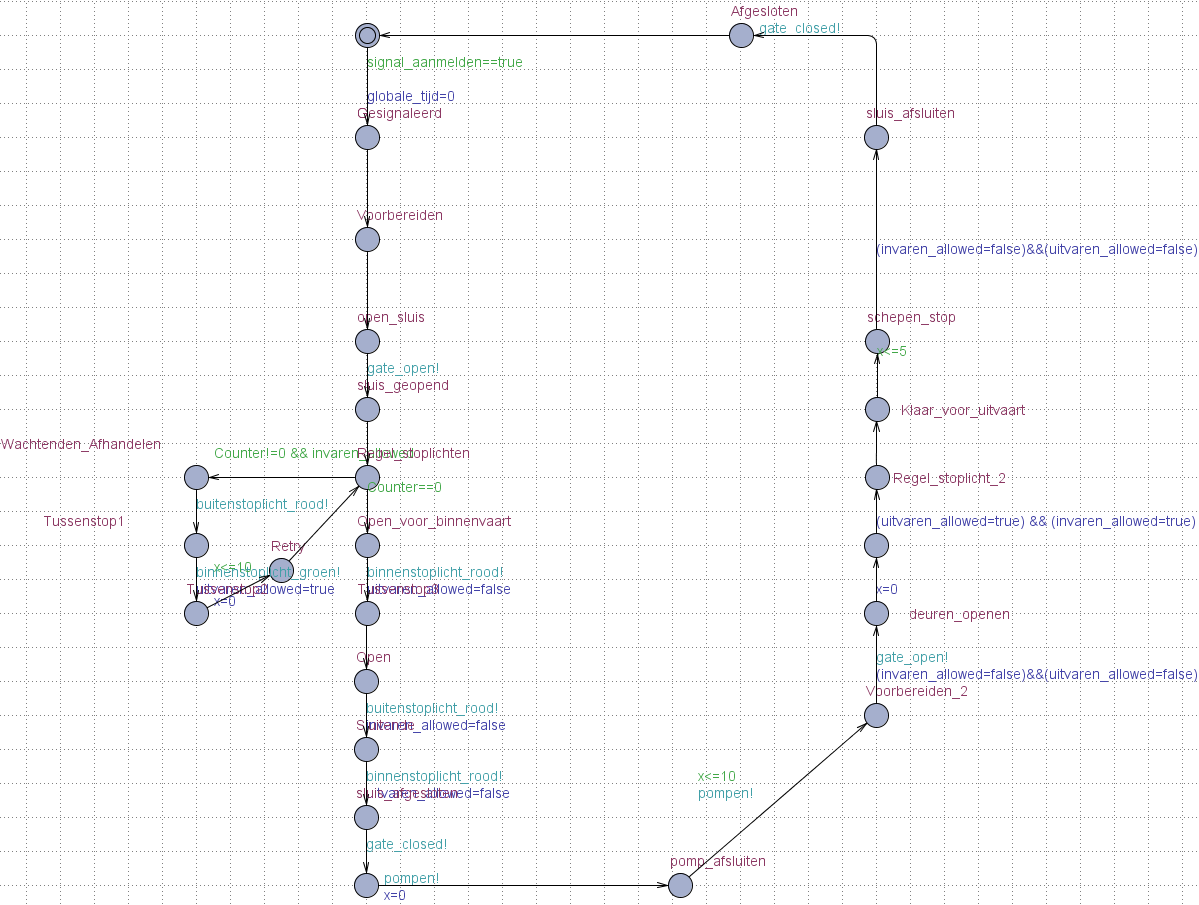 Afgesloten
gate_closed!
signal_aanmelden==true
globale_tijd=0
Gesignaleerd
sluis_afsluiten
Voorbereiden
(invaren_allowed=false)&&(uitvaren_allowed=false)
open_sluis
schepen_stop
x<=5
gate_open!
sluis_geopend
Klaar_voor_uitvaart
Wachtenden_Afhandelen
Counter!=0 && invaren_allowed
Regel_stoplichten
Regel_stoplicht_2
Counter==0
buitenstoplicht_rood!
Tussenstop1
Open_voor_binnenvaart
(uitvaren_allowed=true) && (invaren_allowed=true)
Retry
x<=10
binnenstoplicht_groen!
binnenstoplicht_rood!
Tussenstop2
uitvaren_allowed=true
Tussenstop3
uitvaren_allowed=false
x=0
x=0
deuren_openen
Open
gate_open!
(invaren_allowed=false)&&(uitvaren_allowed=false)
Voorbereiden_2
buitenstoplicht_rood!
invaren_allowed=false
binnenstoplicht_rood!
x<=10
pompen!
sluis_afgesloten
uitvaren_allowed=false
gate_closed!
pomp_afsluiten
pompen!
x=0